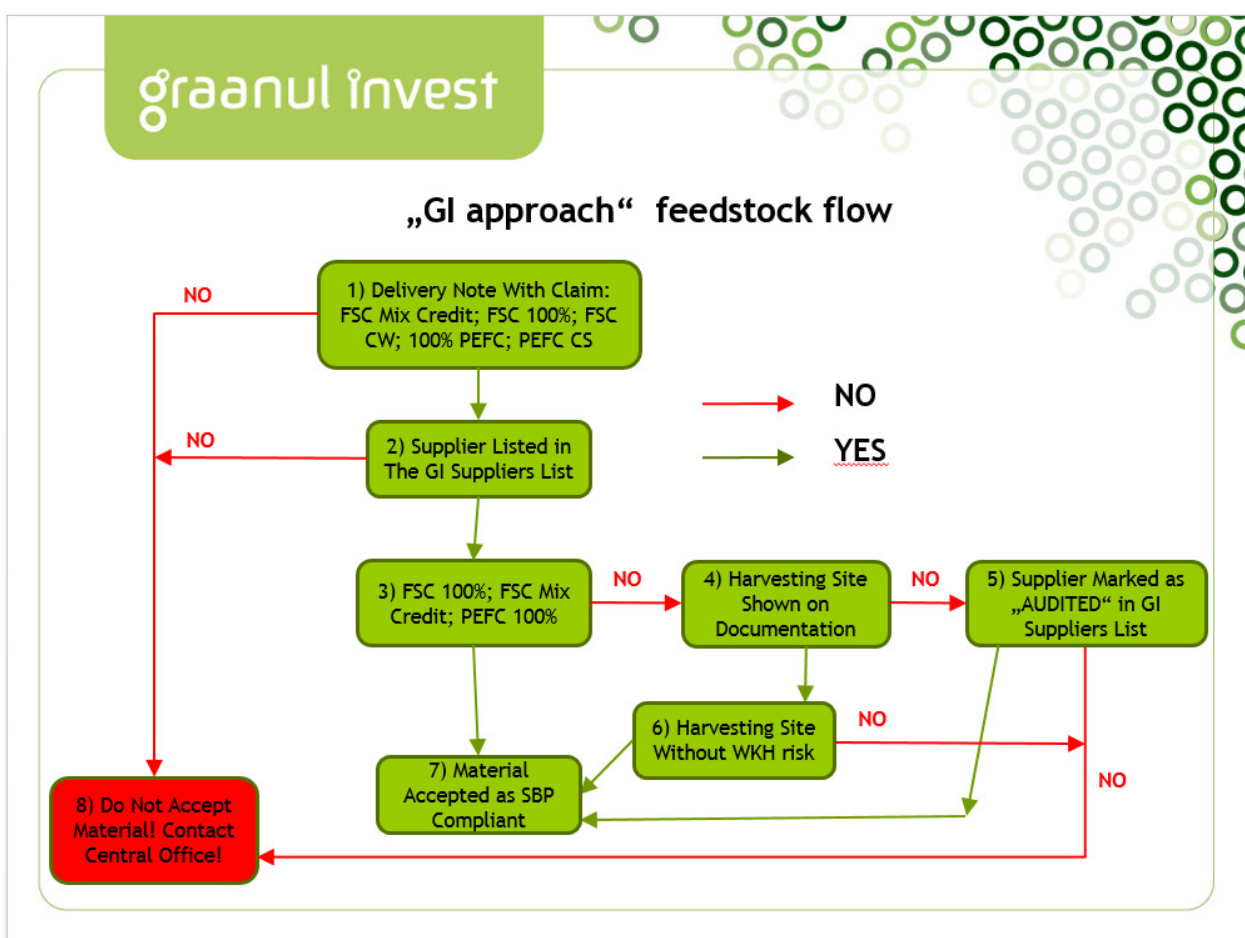 graanul invest
„GI approach“ feedstock flow
NO
1) Delivery Note With Claim:
FSC Mix Credit; FSC 100%; FSC
CW; 100% PEFC; PEFC CS
NO
YES
NO
2) Supplier Listed in
The GI Suppliers List
3) FSC 100%; FSC Mix
Credit; PEFC 100%
NO
4) Harvesting Site
Shown on
Documentation
NO
5) Supplier Marked as
„AUDITED“ in GI
Suppliers List
6) Harvesting Site
Without WKH risk
NO
7) Material
Accepted as SBP
Compliant
NO
8) Do Not Accept
Material! Contact
Central Office!